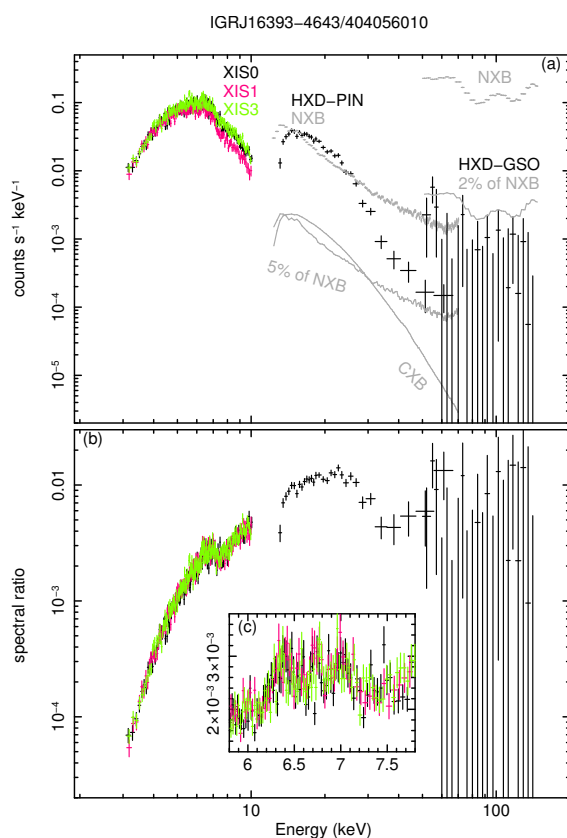 IGRJ16393−4643/404056010
(a)
XIS0
XIS1
XIS3
HXD−PIN
NXB
NXB
HXD−GSO
2% of NXB
5% of NXB
CXB
counts s⁻¹ keV⁻¹
0.1
0.01
10⁻³
10⁻⁴
10⁻⁵
(b)
spectral ratio
0.01
10⁻³
10⁻⁴
(c)
2×10⁻³ 3×10⁻³
6 6.5 7 7.5
10 100
Energy (keV)